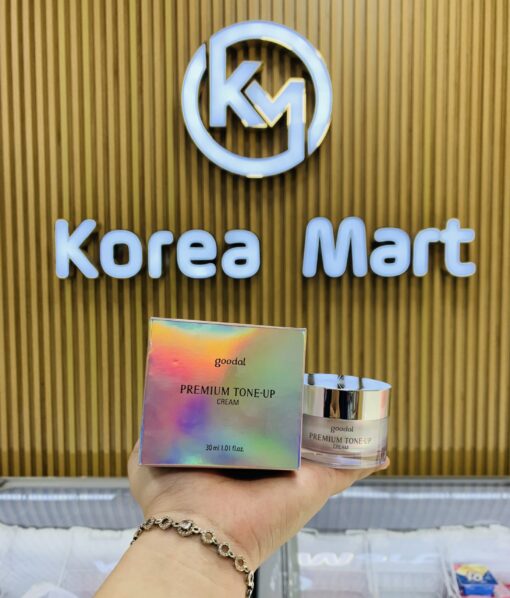 KM
Korea Mart
goodal
PREMIUM TONE-UP
CREAM
30 ml 1.01 fl.oz.
goodal
PREMIUM TONE-UP
CREAM